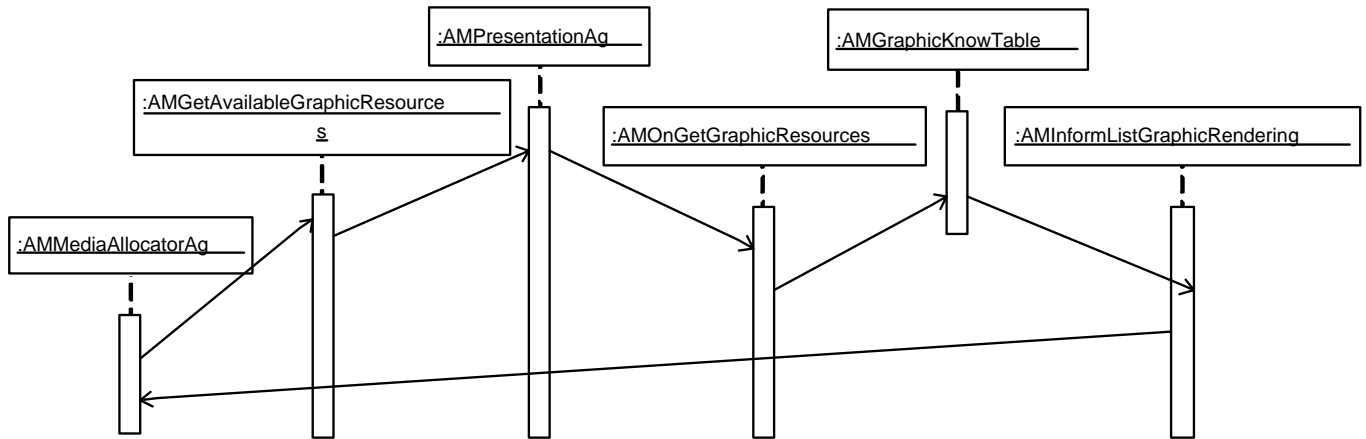 :AMPresentationAg
:AMGraphicKnowTable
:AMGetAvailableGraphicResource
s
:AMOnGetGraphicResources
:AMInformListGraphicRendering
:AMMediaAllocatorAg